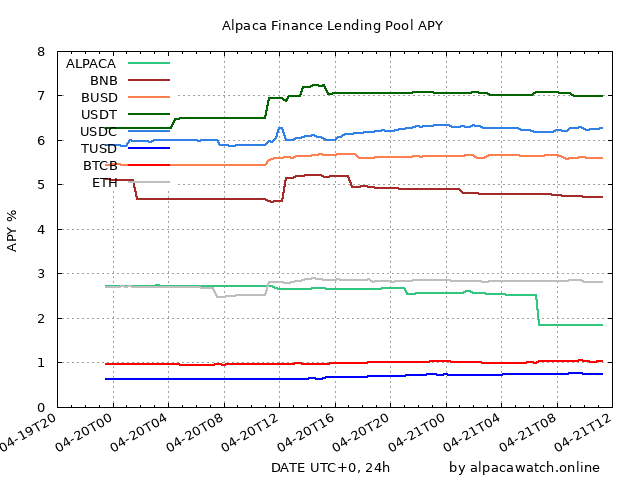 Alpaca Finance Lending Pool APY
8
7
6
5
4
3
2
1
0
APY %
ALPACA
BNB
BUSD
USDT
USDC
TUSD
BTCB
ETH
04-19T20
04-20T00
04-20T04
04-20T08
04-20T12
04-20T16
04-20T20
04-21T00
04-21T04
04-21T08
04-21T12
DATE UTC+0, 24h
by alpacawatch.online